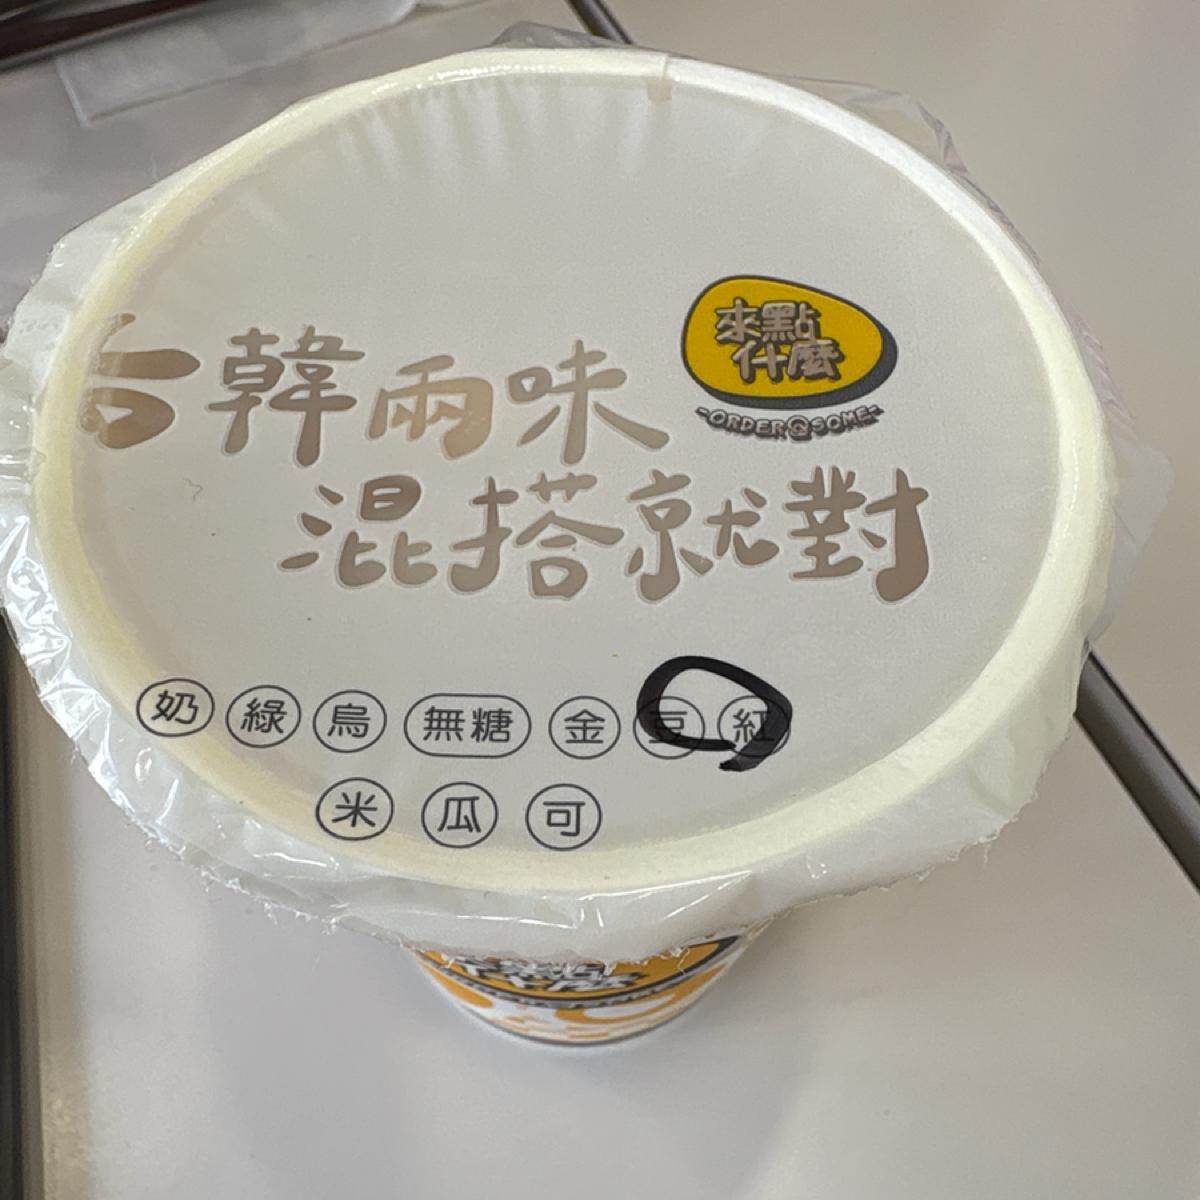 台韓兩味
來點
什麼
-ORDER@SOME-
混搭就對
奶 綠 烏 無糖 金 豆 紅
米 瓜 可